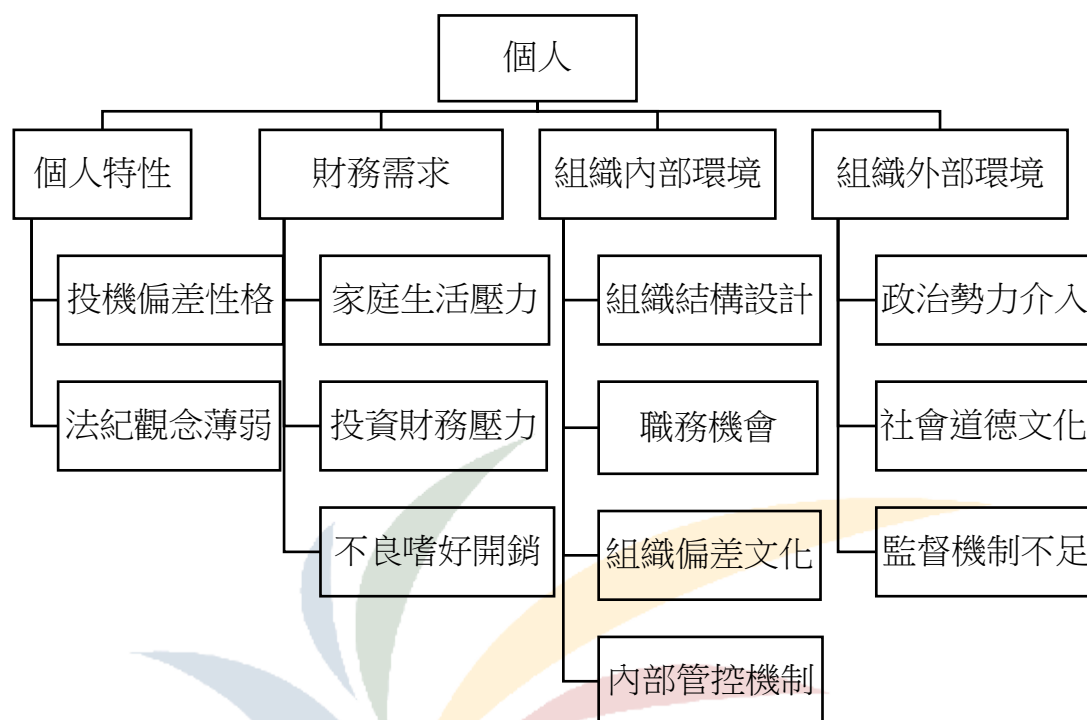 個人
個人特性
財務需求
組織內部環境
組織外部環境
投機偏差性格
家庭生活壓力
組織結構設計
政治勢力介入
法紀觀念薄弱
投資財務壓力
職務機會
社會道德文化
不良嗜好開銷
組織偏差文化
監督機制不足
內部管控機制